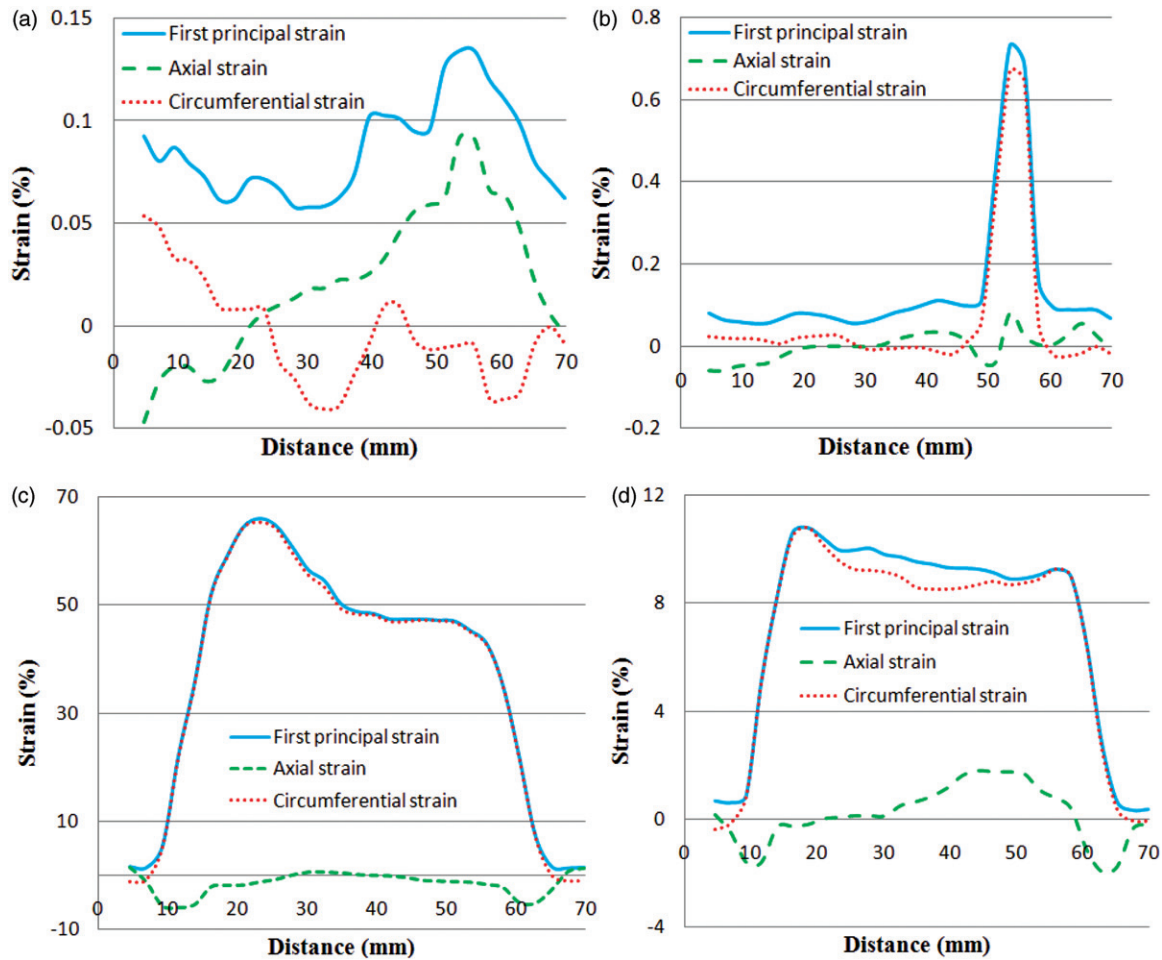 (a)
0.15
0.1
0.05
0
-0.05
Strain (%)
First principal strain
Axial strain
Circumferential strain
0 10 20 30 40 50 60 70
Distance (mm)
(b)
0.8
0.6
0.4
0.2
0
-0.2
Strain (%)
First principal strain
Axial strain
Circumferential strain
0 10 20 30 40 50 60 70
Distance (mm)
(c)
70
50
30
10
-10
Strain (%)
First principal strain
Axial strain
Circumferential strain
0 10 20 30 40 50 60 70
Distance (mm)
(d)
12
8
4
0
-4
Strain (%)
First principal strain
Axial strain
Circumferential strain
0 10 20 30 40 50 60 70
Distance (mm)